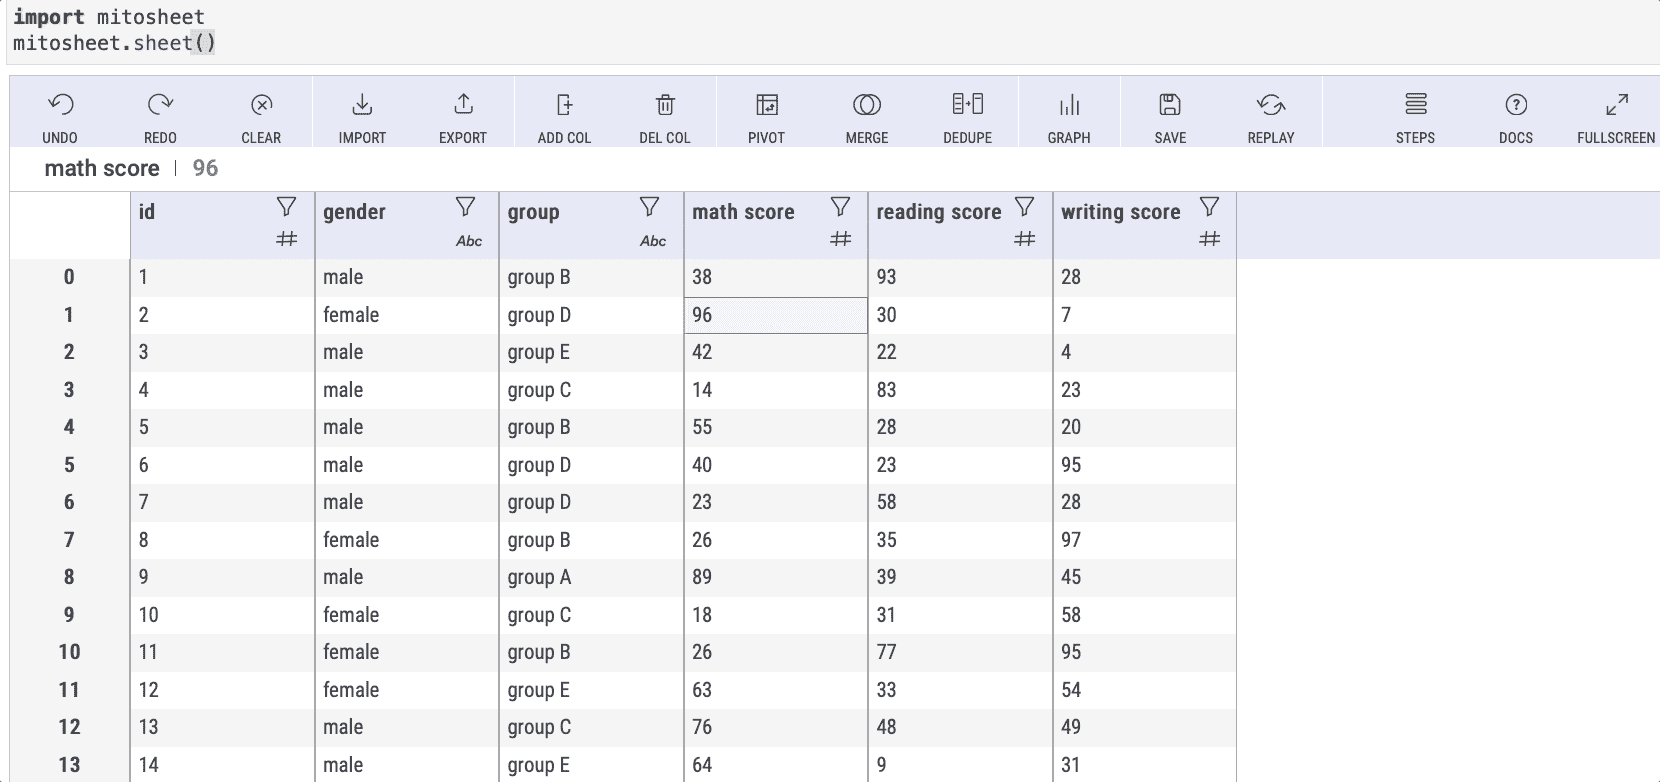 import mitosheet
mitosheet.sheet()
UNDO REDO CLEAR IMPORT EXPORT ADD COL DEL COL PIVOT MERGE DEDUPE GRAPH SAVE REPLAY STEPS DOCS FULLSCREEN
math score | 96
id gender group math score reading score writing score
# Abc Abc # # #
0 1 male group B 38 93 28
1 2 female group D 96 30 7
2 3 male group E 42 22 4
3 4 male group C 14 83 23
4 5 male group B 55 28 20
5 6 male group D 40 23 95
6 7 male group D 23 58 28
7 8 female group B 26 35 97
8 9 male group A 89 39 45
9 10 female group C 18 31 58
10 11 female group B 26 77 95
11 12 female group E 63 33 54
12 13 male group C 76 48 49
13 14 male group E 64 9 31